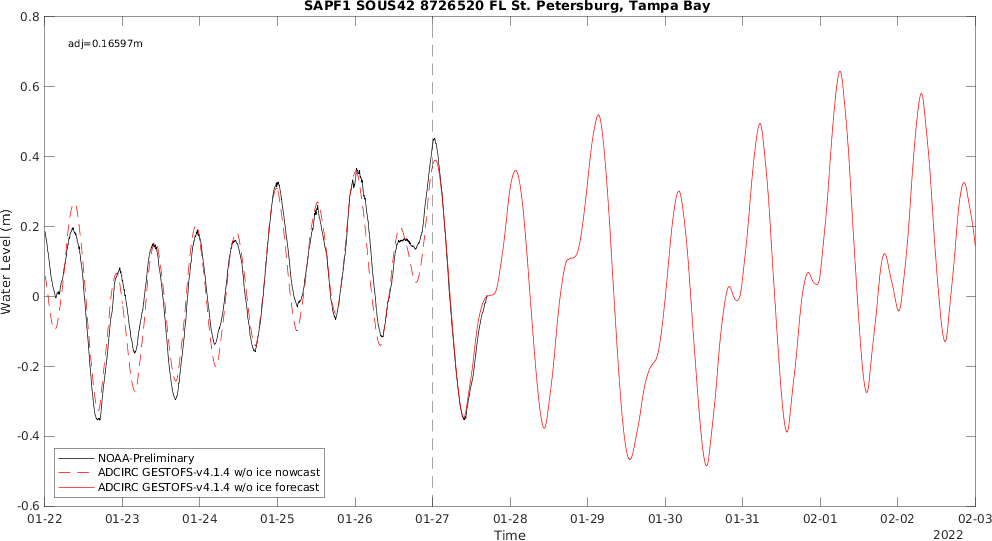 SAPF1 SOUS42 8726520 FL St. Petersburg, Tampa Bay
adj=0.16597m
0.8
0.6
0.4
0.2
0
-0.2
-0.4
-0.6
Water Level (m)
NOAA-Preliminary
ADCIRC GESTOFS-v4.1.4 w/o ice nowcast
ADCIRC GESTOFS-v4.1.4 w/o ice forecast
01-22 01-23 01-24 01-25 01-26 01-27 01-28 01-29 01-30 01-31 02-01 02-02 02-03
Time
2022